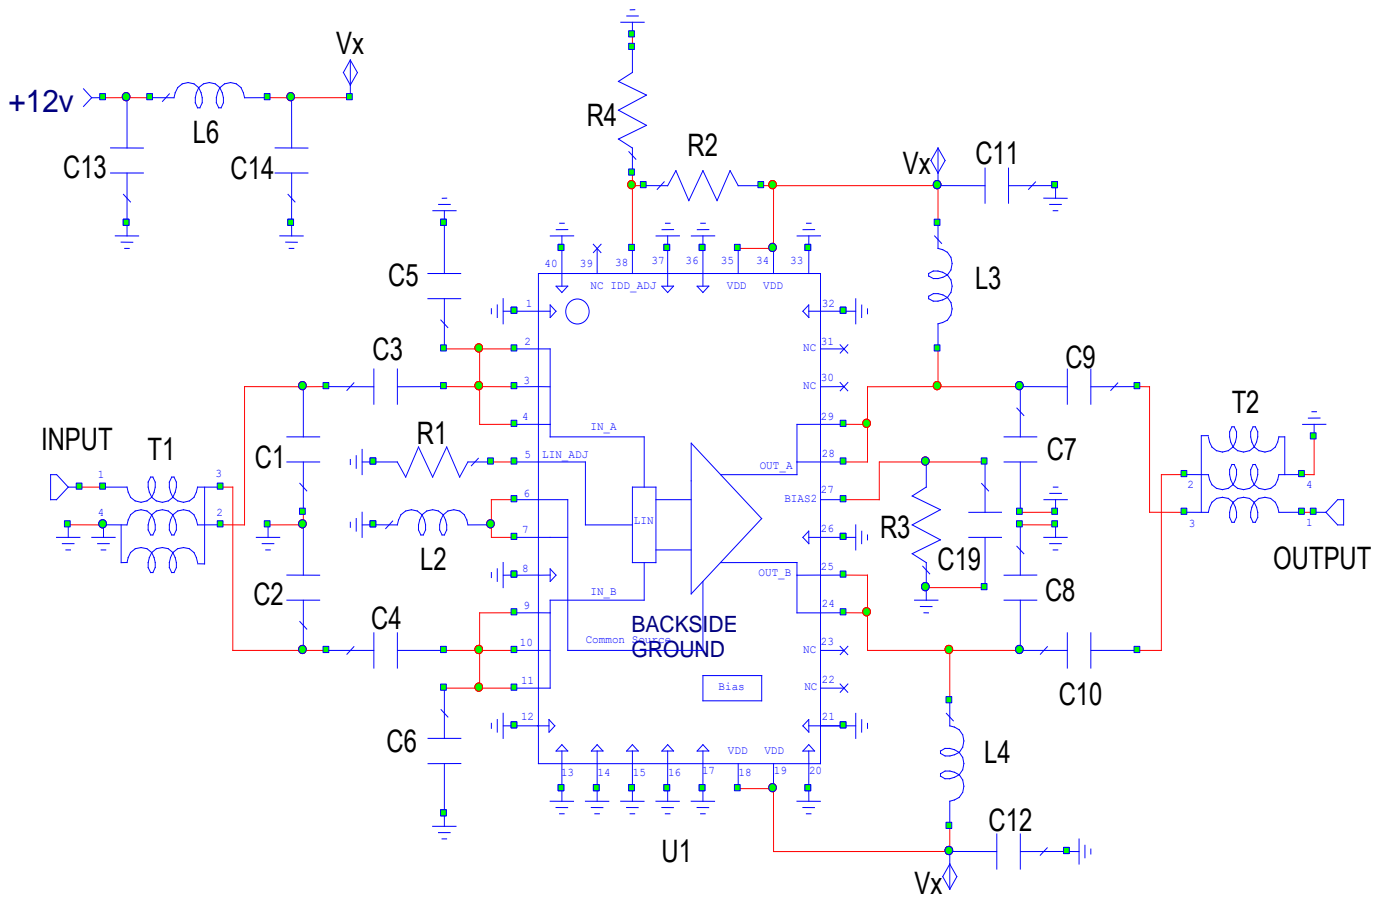 Vx
+12v
L6
C13
C14
R4
R2
Vx
C11
C5
L3
40
39
38
37
36
35
34
33
NC
IDD_ADJ
VDD
VDD
1
32
2
NC
31
C3
3
NC
30
C9
4
29
T2
INPUT
T1
C1
R1
IN_A
OUT_A
28
C7
5
LIN_ADJ
1
3
6
BIAS2
27
2
4
4
2
LIN
R3
C19
3
1
7
26
L2
OUTPUT
8
OUT_B
25
C2
C4
9
IN_B
24
C8
10
Common Source
BACKSIDE
GROUND
NC
23
11
Bias
NC
22
C10
12
21
C6
VDD
VDD
L4
13
14
15
16
17
18
19
20
C12
U1
Vx